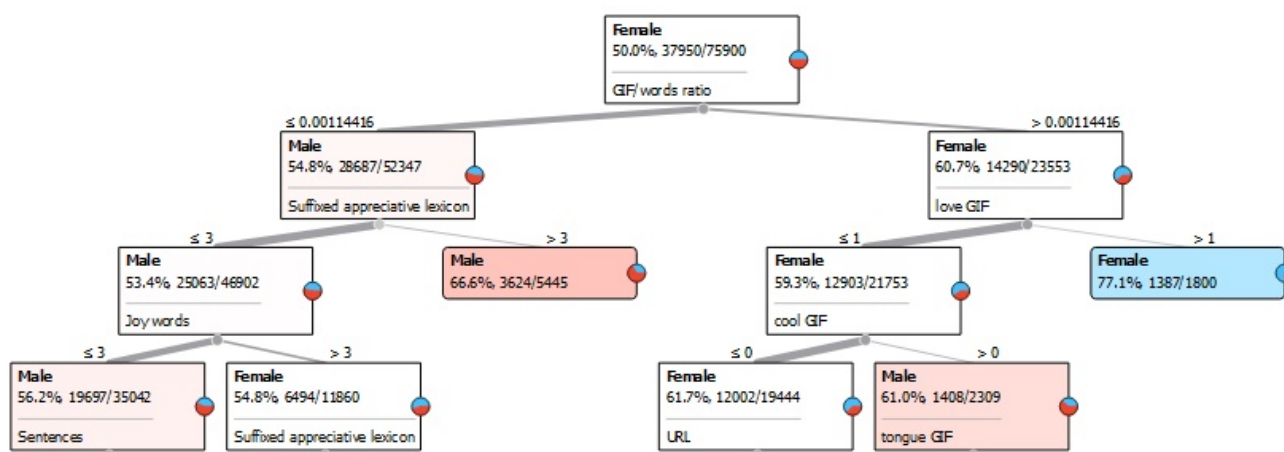 Female
50.0%, 37950/75900
GIF/words ratio
≤ 0.00114416
> 0.00114416
Male
54.8%, 28687/52347
Suffixed appreciative lexicon
Female
60.7%, 14290/23553
love GIF
≤ 3
> 3
≤ 1
> 1
Male
53.4%, 25063/46902
Joy words
Male
66.6%, 3624/5445
Female
59.3%, 12903/21753
cool GIF
Female
77.1%, 1387/1800
≤ 3
> 3
≤ 0
> 0
Male
56.2%, 19697/35042
Sentences
Female
54.8%, 6494/11860
Suffixed appreciative lexicon
Female
61.7%, 12002/19444
URL
Male
61.0%, 1408/2309
tongue GIF